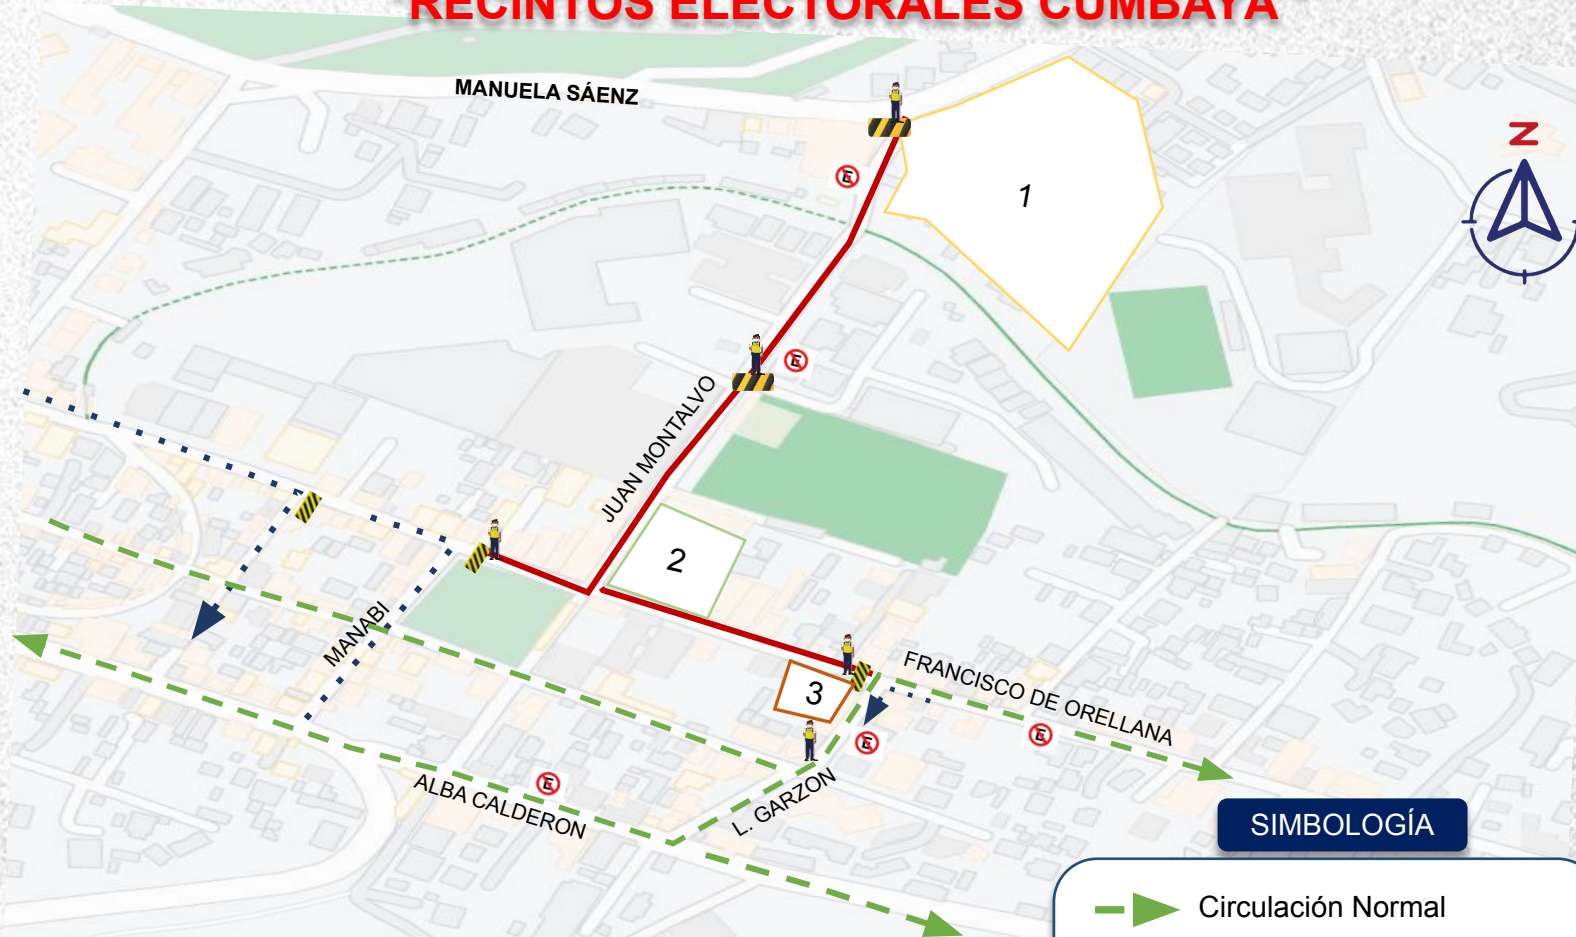 RECINTOS ELECTORALES CUMBAYÁ
MANUELA SÁENZ
N
1
E
E
JUAN MONTALVO
2
MANABI
3
FRANCISCO DE ORELLANA
E
E
E
ALBA CALDERON
L. GARZON
SIMBOLOGÍA
Circulación Normal